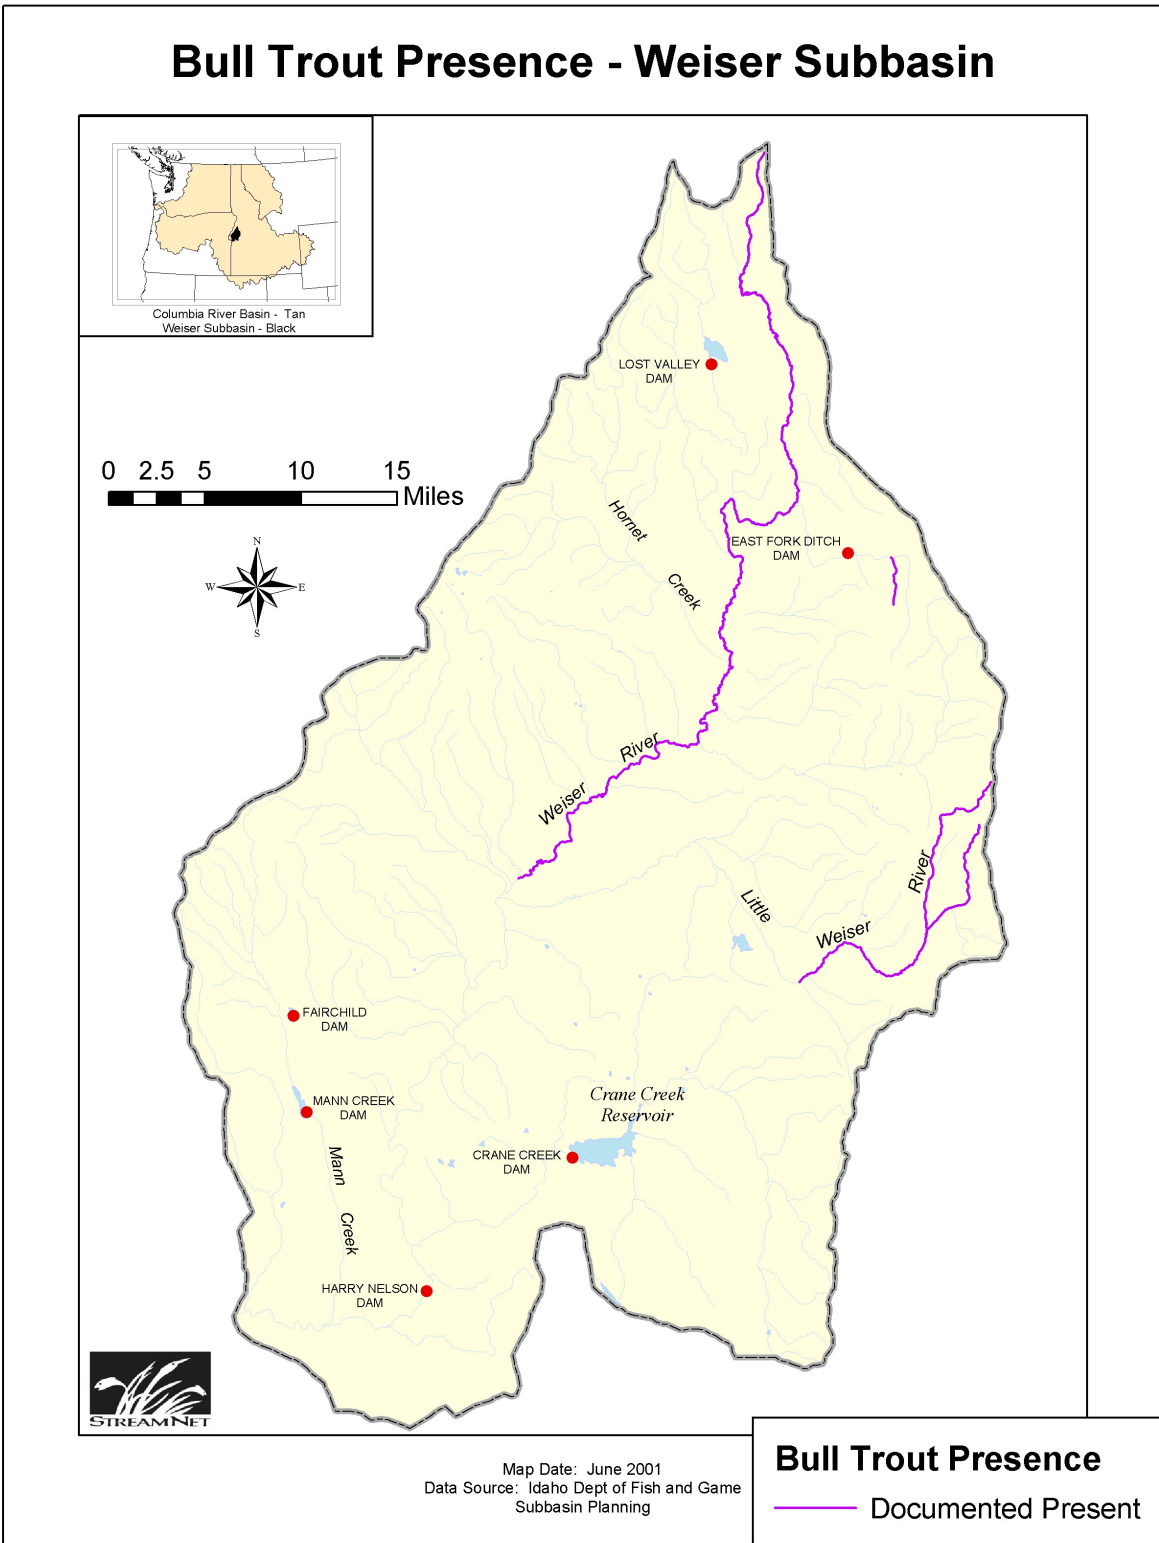 Bull Trout Presence - Weiser Subbasin
Columbia River Basin - Tan
Weiser Subbasin - Black
LOST VALLEY
DAM
0 2.5 5 10 15
Miles
Hornet
Creek
N
W E
S
EAST FORK DITCH
DAM
Weiser
River
River
Little
Weiser
FAIRCHILD
DAM
MANN CREEK
DAM
Crane Creek
Reservoir
CRANE CREEK
DAM
Mann
Creek
HARRY NELSON
DAM
STREAMNET
Map Date: June 2001
Data Source: Idaho Dept of Fish and Game
Subbasin Planning
Bull Trout Presence
Documented Present